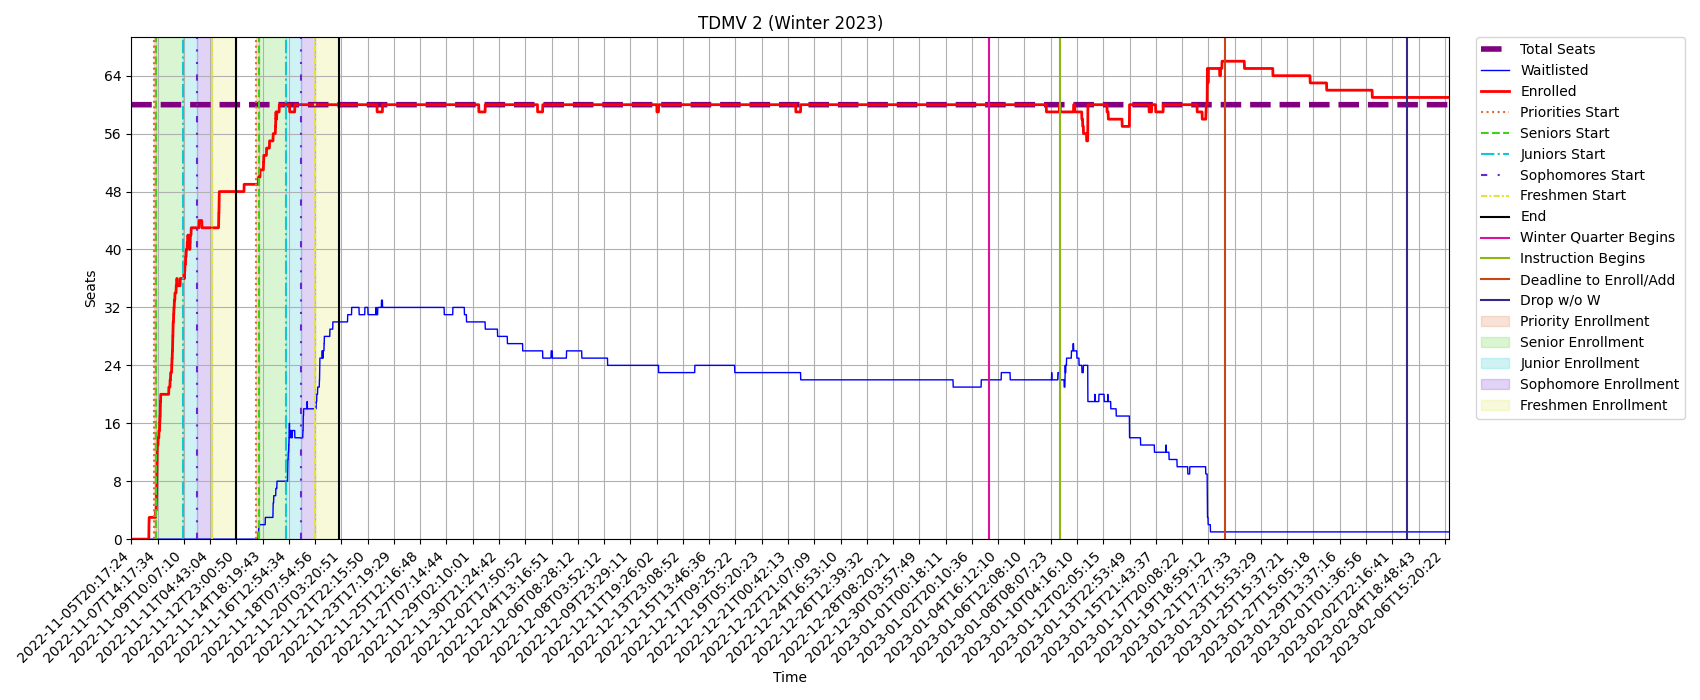 TDMV 2 (Winter 2023)
Seats
64
56
48
40
32
24
16
8
0
2022-11-05T20:17:24
2022-11-07T14:17:34
2022-11-09T10:07:10
2022-11-11T04:43:04
2022-11-12T23:00:50
2022-11-14T18:19:43
2022-11-16T12:54:34
2022-11-18T07:54:56
2022-11-20T03:20:51
2022-11-21T22:15:50
2022-11-23T17:19:29
2022-11-25T12:16:48
2022-11-27T07:14:44
2022-11-29T02:10:01
2022-11-30T21:24:42
2022-12-02T17:50:52
2022-12-04T13:16:51
2022-12-06T08:28:12
2022-12-08T03:52:12
2022-12-09T23:29:11
2022-12-11T19:26:02
2022-12-13T13:08:52
2022-12-15T13:46:36
2022-12-17T09:25:22
2022-12-19T05:20:23
2022-12-21T00:42:13
2022-12-22T21:07:09
2022-12-24T16:53:10
2022-12-26T12:39:32
2022-12-28T08:20:21
2022-12-30T03:57:49
2023-01-01T00:18:11
2023-01-02T20:10:36
2023-01-04T16:12:10
2023-01-06T12:08:10
2023-01-08T08:07:23
2023-01-10T04:16:10
2023-01-12T02:05:15
2023-01-13T22:53:49
2023-01-15T21:43:37
2023-01-17T20:08:22
2023-01-19T18:59:12
2023-01-21T17:27:33
2023-01-23T15:53:29
2023-01-25T15:37:21
2023-01-27T15:05:18
2023-01-29T13:37:16
2023-02-01T01:36:56
2023-02-02T22:16:41
2023-02-04T18:48:43
2023-02-06T15:20:22
Time
Total Seats
Waitlisted
Enrolled
Priorities Start
Seniors Start
Juniors Start
Sophomores Start
Freshmen Start
End
Winter Quarter Begins
Instruction Begins
Deadline to Enroll/Add
Drop w/o W
Priority Enrollment
Senior Enrollment
Junior Enrollment
Sophomore Enrollment
Freshmen Enrollment